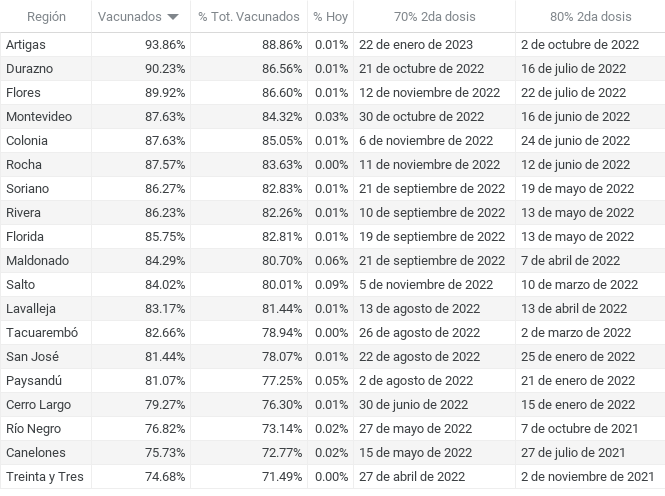 Región Vacunados % Tot. Vacunados % Hoy 70% 2da dosis 80% 2da dosis
Artigas 93.86% 88.86% 0.01% 22 de enero de 2023 2 de octubre de 2022
Durazno 90.23% 86.56% 0.01% 21 de octubre de 2022 16 de julio de 2022
Flores 89.92% 86.60% 0.01% 12 de noviembre de 2022 22 de julio de 2022
Montevideo 87.63% 84.32% 0.03% 30 de octubre de 2022 16 de junio de 2022
Colonia 87.63% 85.05% 0.01% 6 de noviembre de 2022 24 de junio de 2022
Rocha 87.57% 83.63% 0.00% 11 de noviembre de 2022 12 de junio de 2022
Soriano 86.27% 82.83% 0.01% 21 de septiembre de 2022 19 de mayo de 2022
Rivera 86.23% 82.26% 0.01% 10 de septiembre de 2022 13 de mayo de 2022
Florida 85.75% 82.81% 0.01% 19 de septiembre de 2022 13 de mayo de 2022
Maldonado 84.29% 80.70% 0.06% 21 de septiembre de 2022 7 de abril de 2022
Salto 84.02% 80.01% 0.09% 5 de noviembre de 2022 10 de marzo de 2022
Lavalleja 83.17% 81.44% 0.01% 13 de agosto de 2022 13 de abril de 2022
Tacuarembó 82.66% 78.94% 0.00% 26 de agosto de 2022 2 de marzo de 2022
San José 81.44% 78.07% 0.01% 22 de agosto de 2022 25 de enero de 2022
Paysandú 81.07% 77.25% 0.05% 2 de agosto de 2022 21 de enero de 2022
Cerro Largo 79.27% 76.30% 0.01% 30 de junio de 2022 15 de enero de 2022
Río Negro 76.82% 73.14% 0.02% 27 de mayo de 2022 7 de octubre de 2021
Canelones 75.73% 72.77% 0.02% 15 de mayo de 2022 27 de julio de 2021
Treinta y Tres 74.68% 71.49% 0.00% 27 de abril de 2022 2 de noviembre de 2021